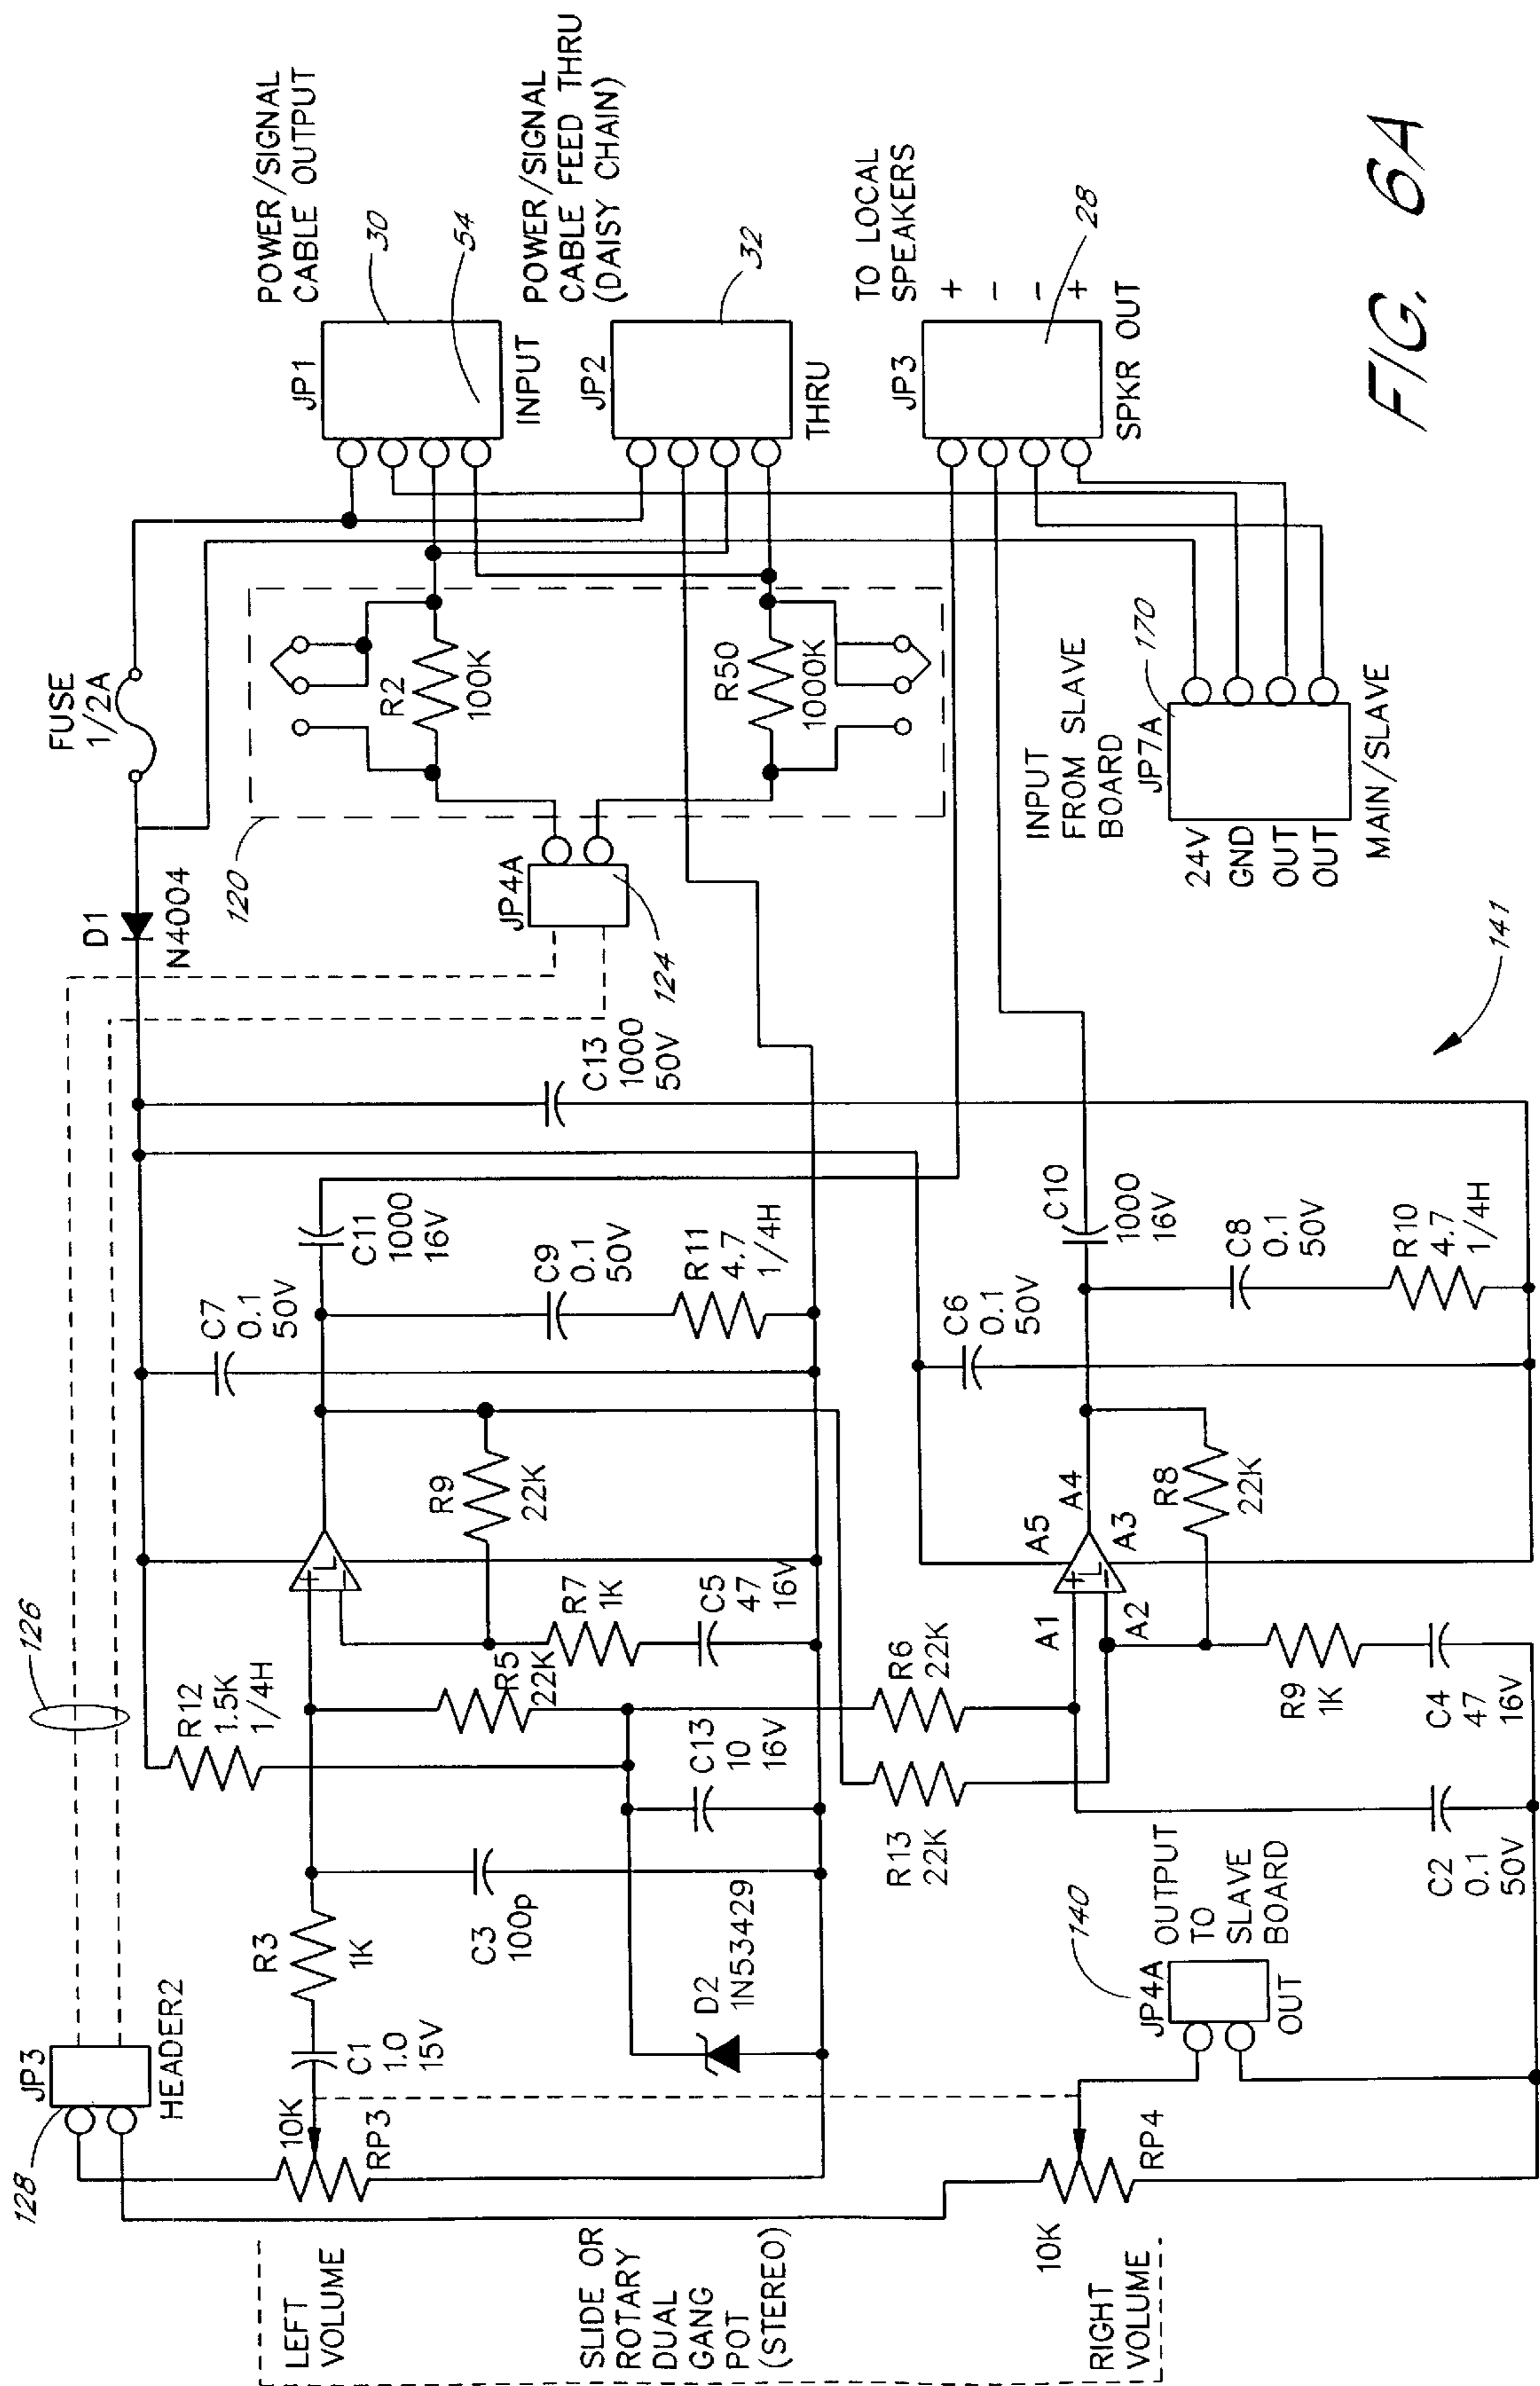 128
JP3
HEADER2
126
FUSE
1/2A
D1
N4004
POWER/SIGNAL
CABLE OUTPUT
30
JP1
54
INPUT
POWER/SIGNAL
CABLE FEED THRU
(DAISY CHAIN)
32
JP2
THRU
TO LOCAL
SPEAKERS
+
-
-
+
28
JP3
SPKR OUT
120
R2
100K
R50
1000K
JP4A
124
INPUT
FROM SLAVE
BOARD
JP7A
170
24V
GND
OUT
OUT
MAIN/SLAVE
LEFT
VOLUME
10K
RP3
C1
1.0
15V
R3
1K
C3
100p
R12
1.5K
1/4H
R5
22K
R7
1K
C5
47
16V
+
L
-
R9
22K
C7
0.1
50V
C11
1000
16V
C9
0.1
50V
R11
4.7
1/4H
C13
1000
50V
D2
1N53429
C13
10
16V
SLIDE OR
ROTARY
DUAL
GANG
POT
(STEREO)
R13
22K
R6
22K
RIGHT
VOLUME
10K
RP4
140
JP4A
OUTPUT
TO
SLAVE
BOARD
OUT
C2
0.1
50V
R9
1K
C4
47
16V
A1
A2
A5
A4
A3
+
L
-
R8
22K
C6
0.1
50V
C10
1000
16V
C8
0.1
50V
R10
4.7
1/4H
141
FIG. 6A